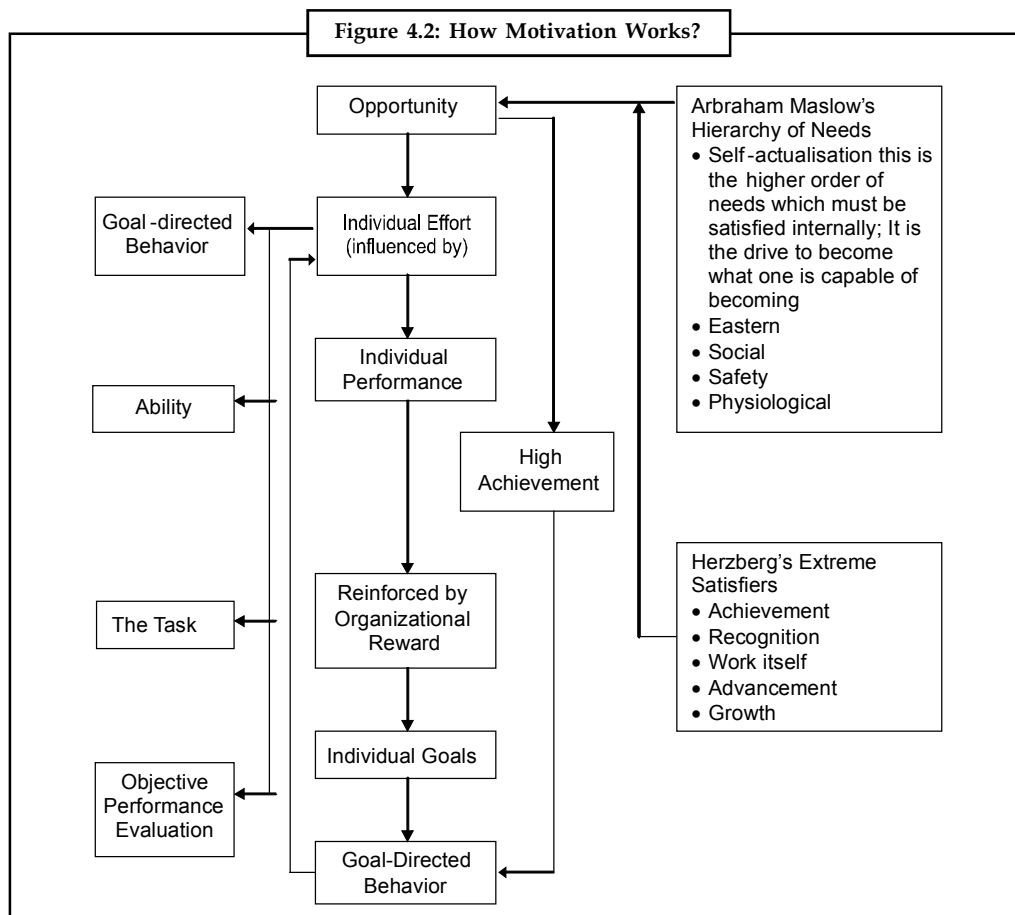 Figure 4.2: How Motivation Works?
Opportunity
Individual Effort
(influenced by)
Goal-directed
Behavior
Individual
Performance
Ability
High
Achievement
Reinforced by
Organizational
Reward
The Task
Individual Goals
Objective
Performance
Evaluation
Goal-Directed
Behavior
Arbraham Maslow's
Hierarchy of Needs
• Self-actualisation this is
the higher order of
needs which must be
satisfied internally; It is
the drive to become
what one is capable of
becoming
• Eastern
• Social
• Safety
• Physiological
Herzberg's Extreme
Satisfiers
• Achievement
• Recognition
• Work itself
• Advancement
• Growth